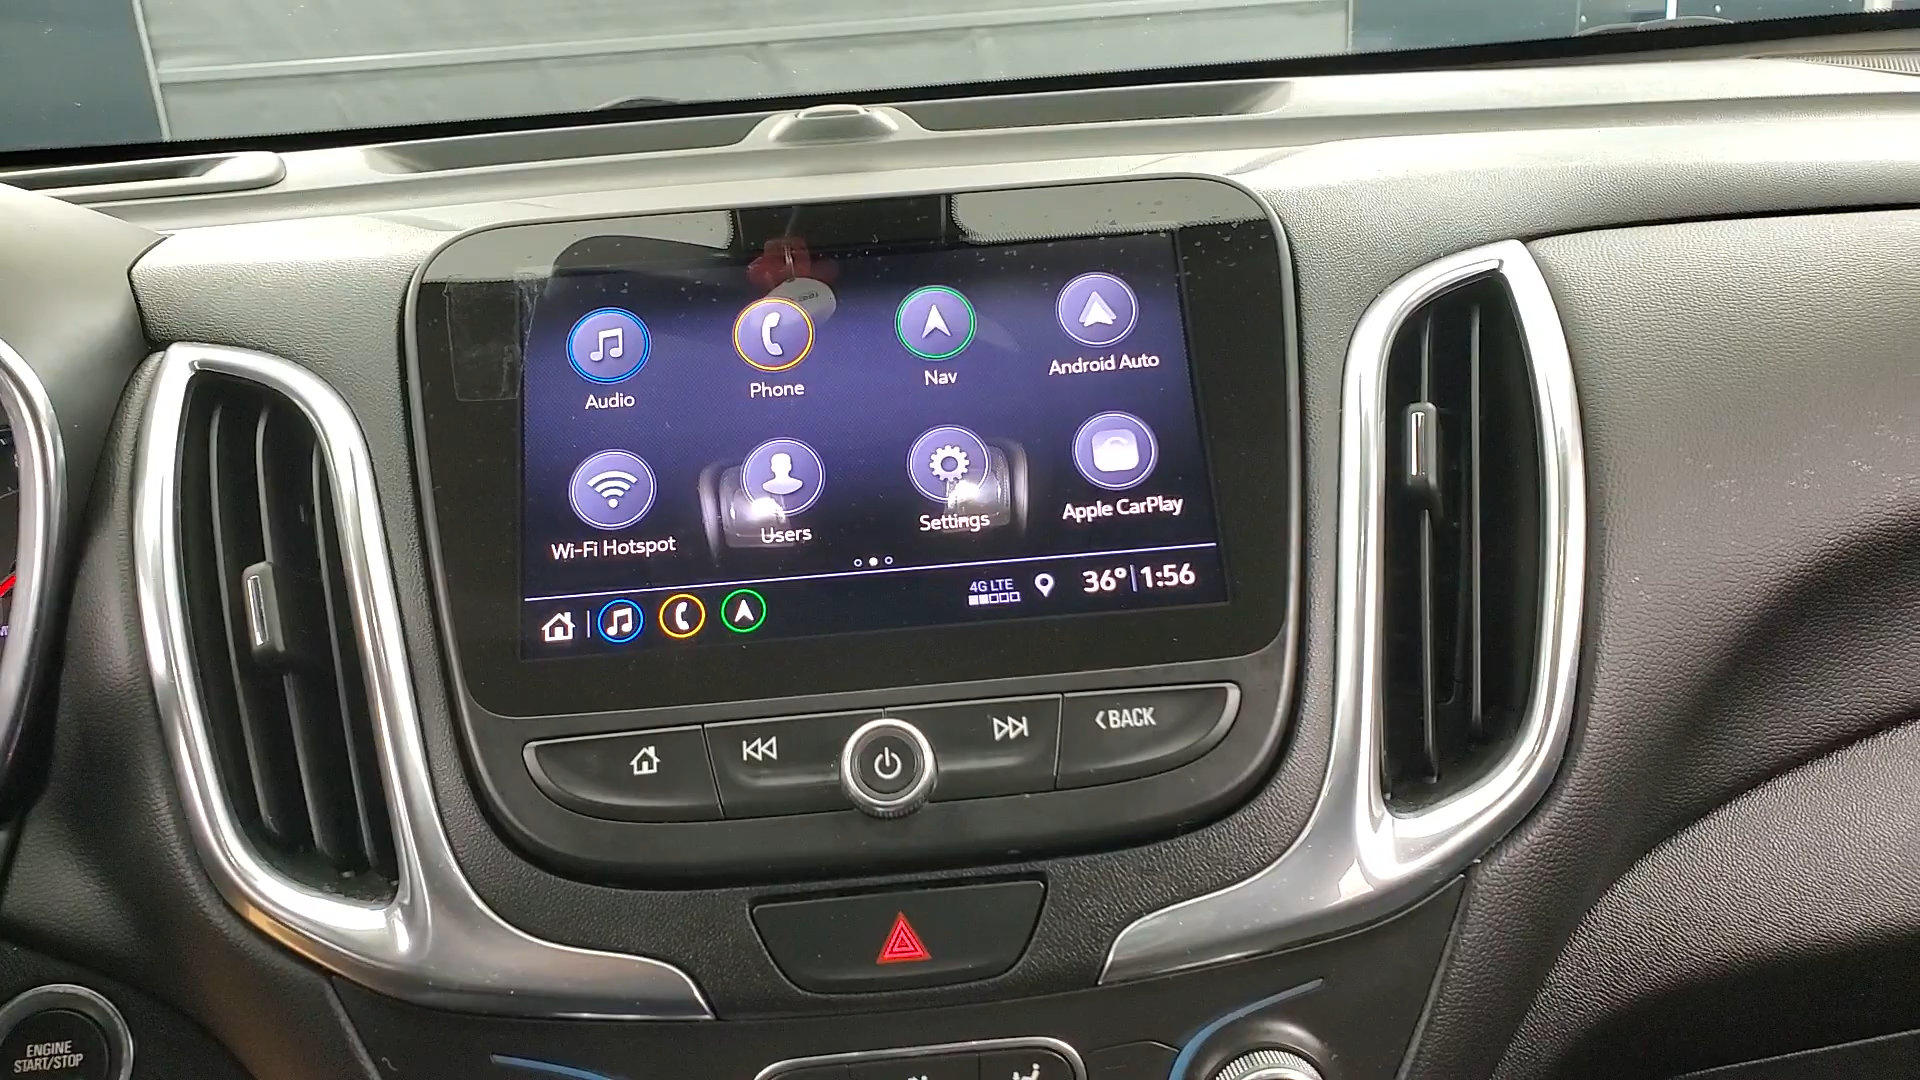 Audio
Phone
Nav
Android Auto
Wi-Fi Hotspot
Users
Settings
Apple CarPlay
4G LTE
36° 1:56
<BACK
ENGINE
START/STOP